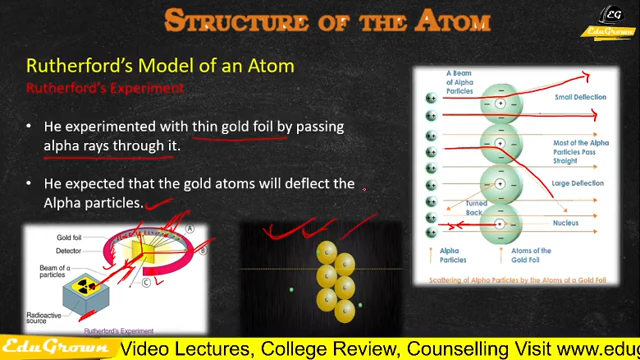 STRUCTURE OF THE ATOM
EG
EduGrown
Rutherford's Model of an Atom
Rutherford's Experiment
He experimented with thin gold foil by passing
alpha rays through it.
He expected that the gold atoms will deflect the
Alpha particles.
A Beam
of Alpha
Particles
Small Deflection
Most of the Alpha
Particles Pass
Straight
Large Deflection
Turned
Back
Nucleus
Alpha
Particles
Atoms of the
Gold Foil
Scattering of Alpha Particles by the Atoms of a Gold Foil
Gold foil
Detector
Beam of α
particles
Radioactive
source
A
B
C
Rutherford's Experiment
EduGrown
Video Lectures, College Review, Counselling Visit www.edu